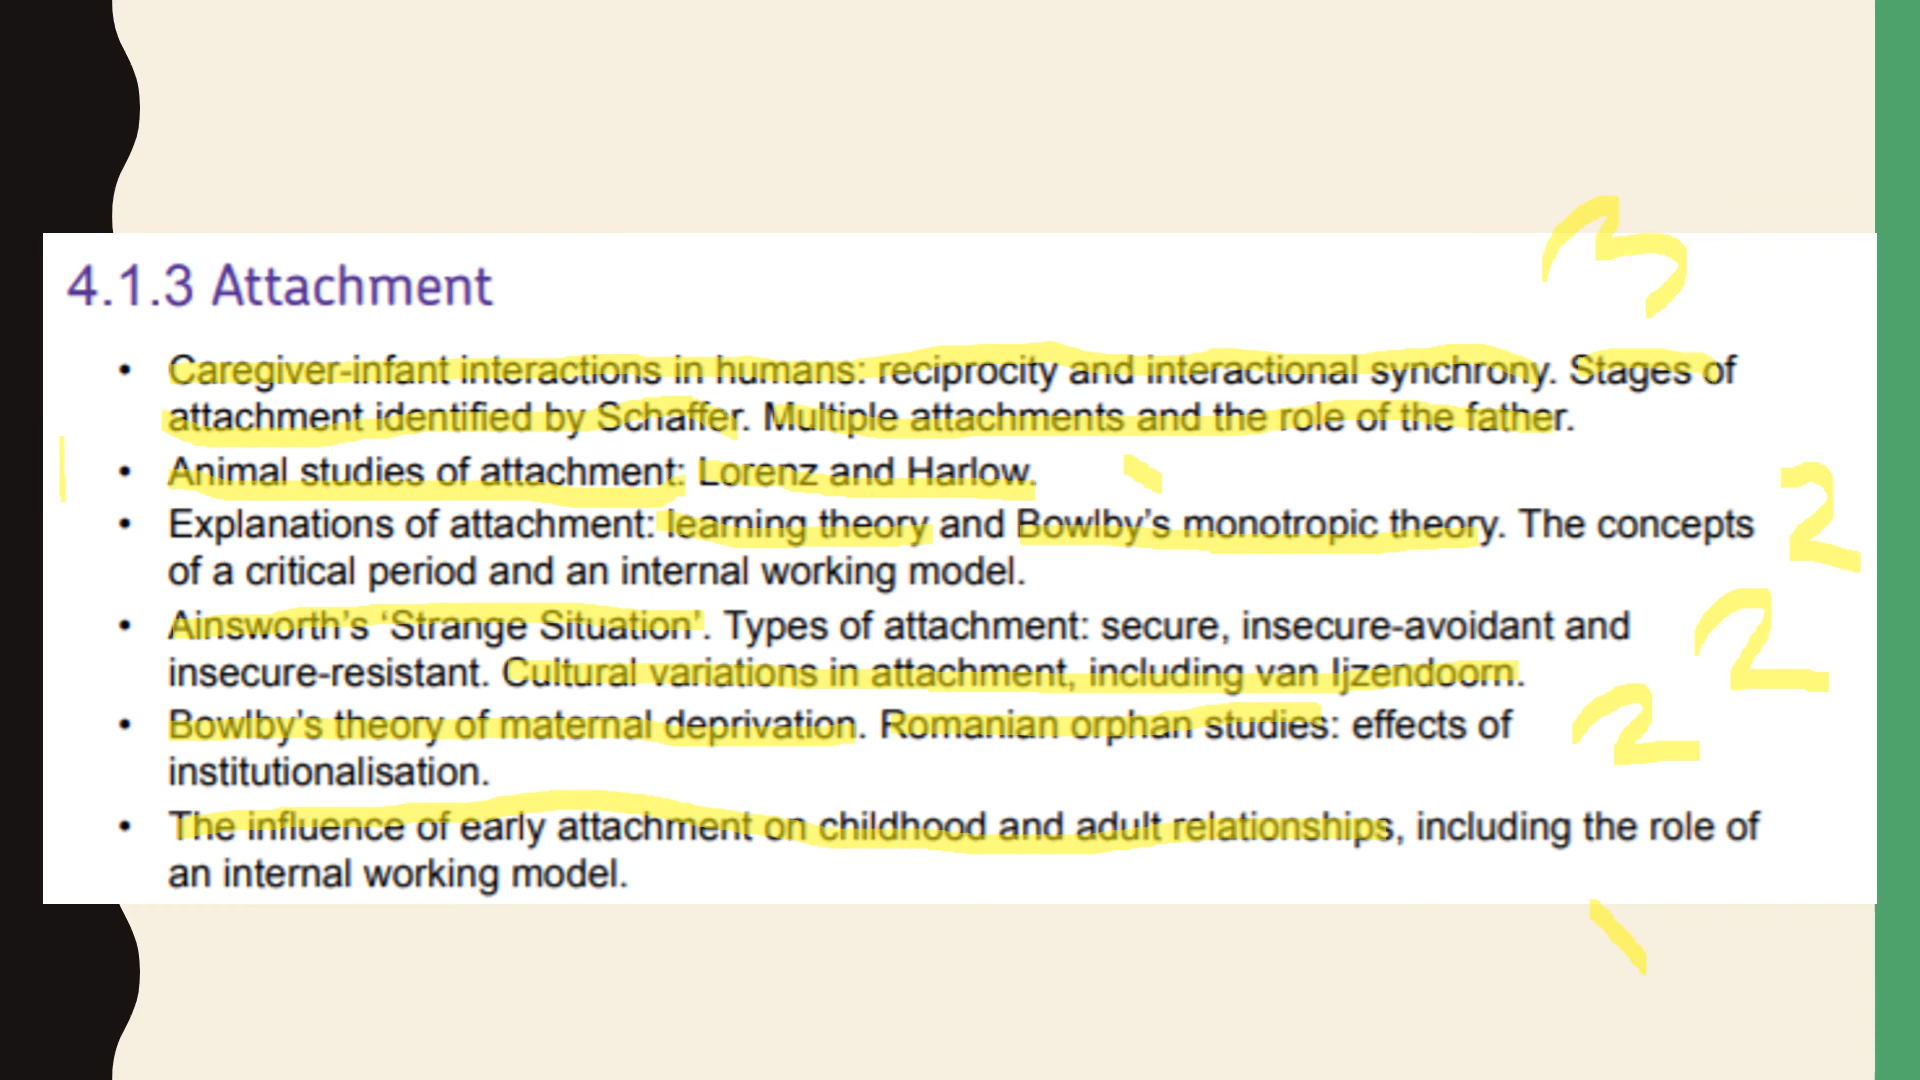 3
4.1.3 Attachment
• Caregiver-infant interactions in humans: reciprocity and interactional synchrony. Stages of
attachment identified by Schaffer. Multiple attachments and the role of the father.
• Animal studies of attachment: Lorenz and Harlow.
• Explanations of attachment: learning theory and Bowlby's monotropic theory. The concepts 2
of a critical period and an internal working model.
• Ainsworth's ‘Strange Situation’. Types of attachment: secure, insecure-avoidant and 2
insecure-resistant. Cultural variations in attachment, including van Ijzendoorn.
• Bowlby's theory of maternal deprivation. Romanian orphan studies: effects of 2
institutionalisation.
• The influence of early attachment on childhood and adult relationships, including the role of
an internal working model.